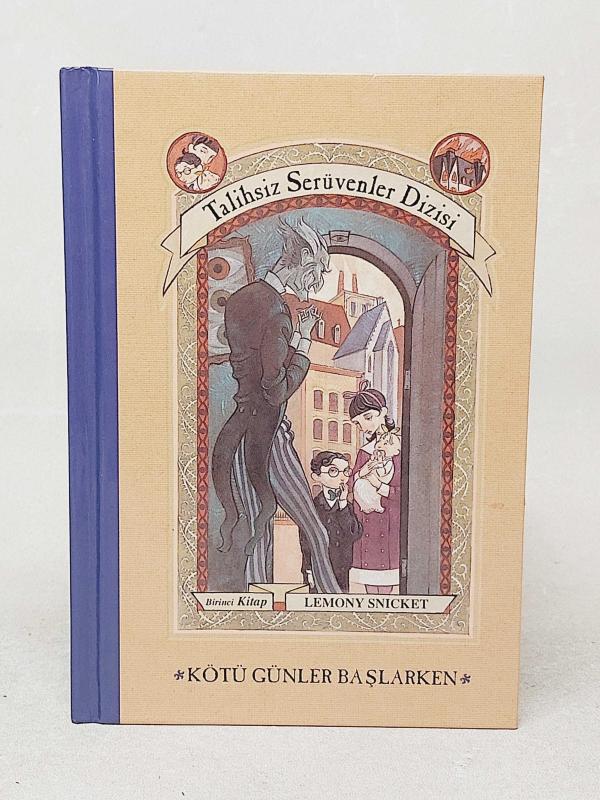 Talihsiz Serüvenler Dizisi
Birinci Kitap
LEMONY SNICKET
*KÖTÜ GÜNLER BAŞLARKEN*